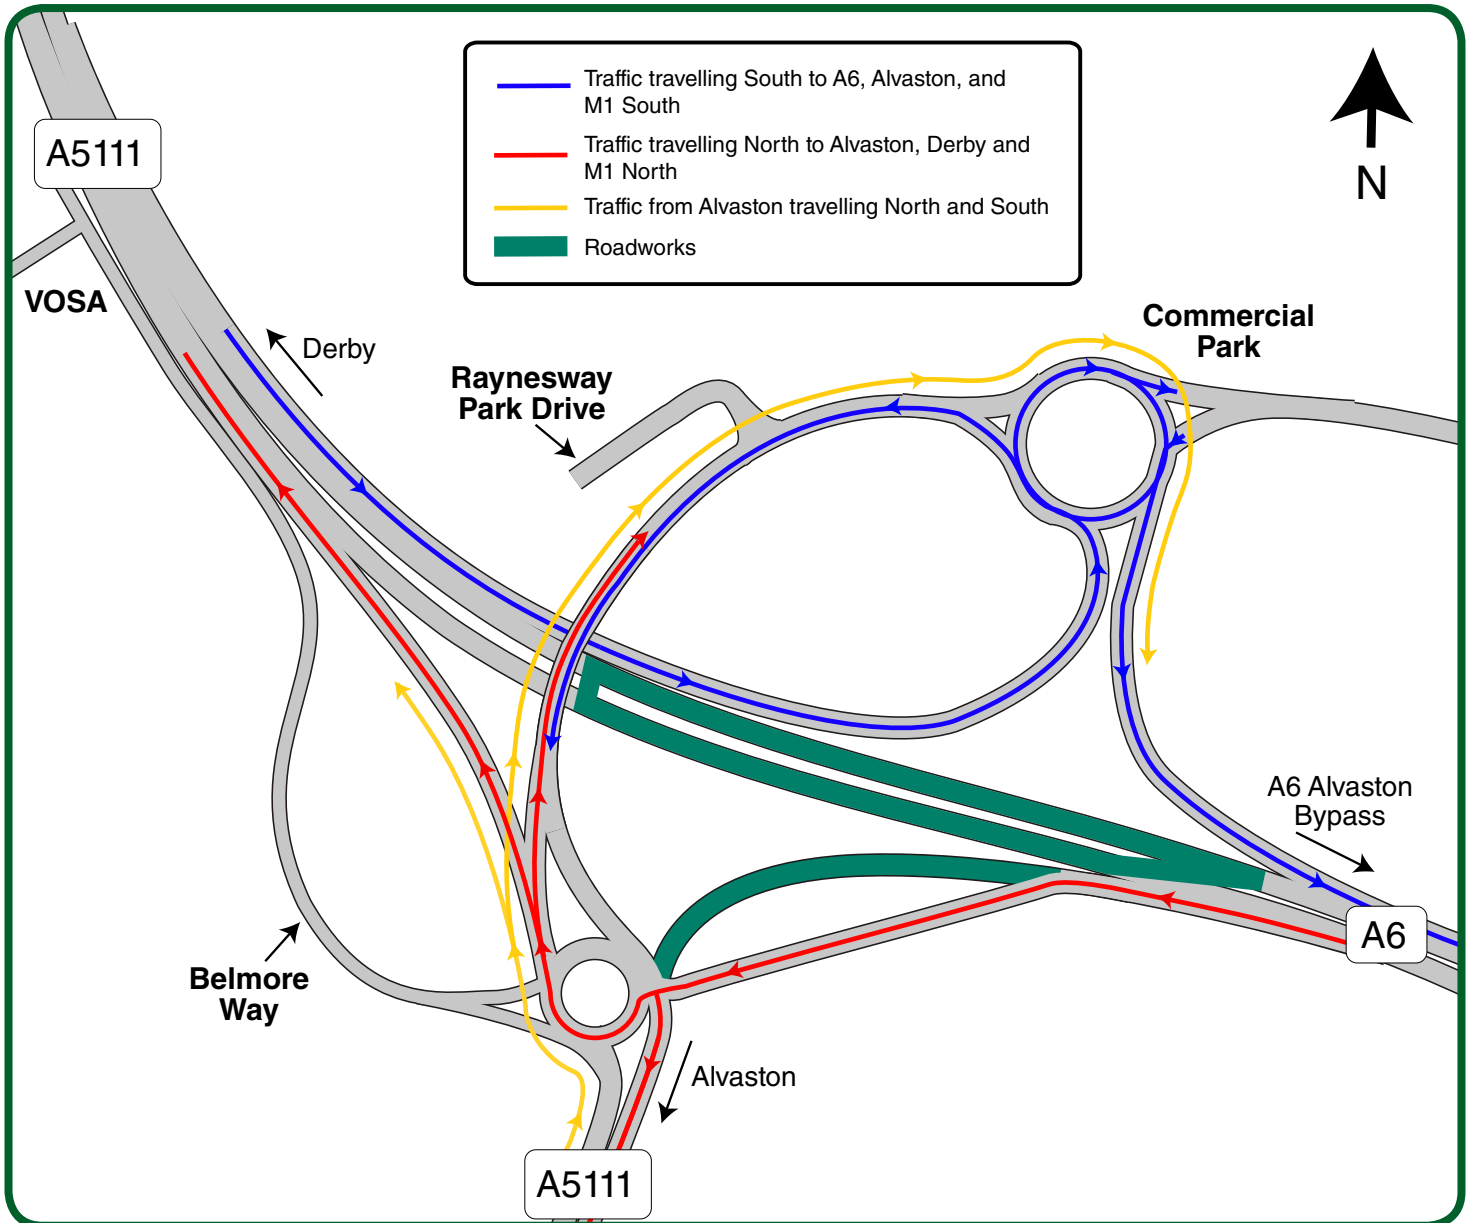 Traffic travelling South to A6, Alvaston, and
M1 South
Traffic travelling North to Alvaston, Derby and
M1 North
Traffic from Alvaston travelling North and South
Roadworks
N
A5111
VOSA
Derby
Raynesway
Park Drive
Commercial
Park
A6 Alvaston
Bypass
A6
Belmore
Way
Alvaston
A5111